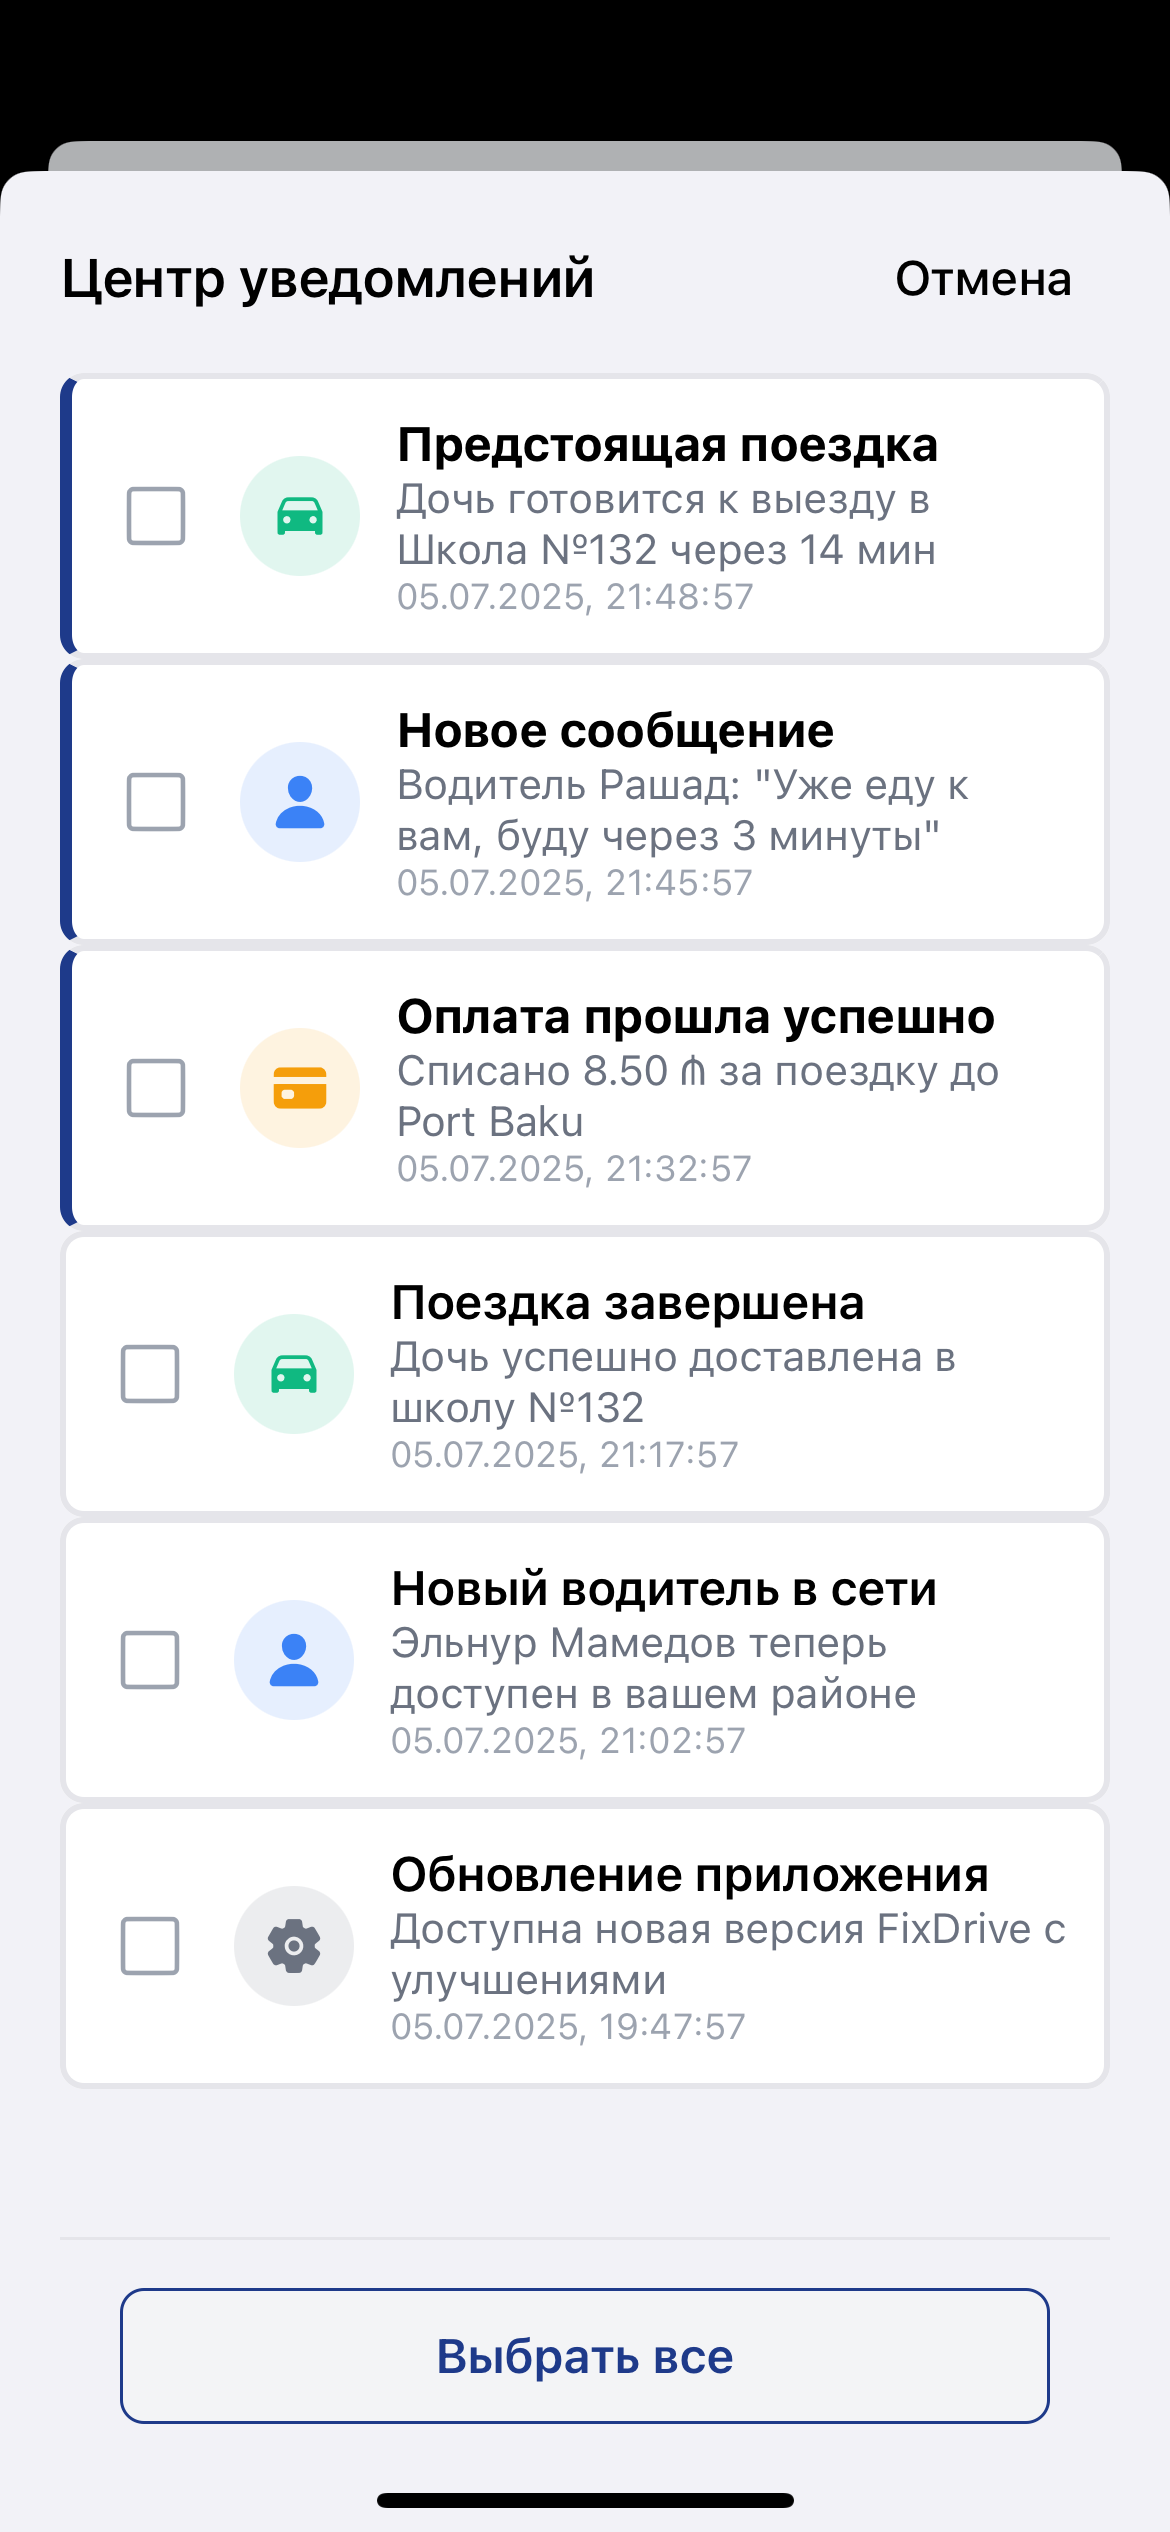 Центр уведомлений
Отмена
Предстоящая поездка
Дочь готовится к выезду в
Школа №132 через 14 мин
05.07.2025, 21:48:57
Новое сообщение
Водитель Рашад: "Уже еду к
вам, буду через 3 минуты"
05.07.2025, 21:45:57
Оплата прошла успешно
Списано 8.50 ₼ за поездку до
Port Baku
05.07.2025, 21:32:57
Поездка завершена
Дочь успешно доставлена в
школу №132
05.07.2025, 21:17:57
Новый водитель в сети
Эльнур Мамедов теперь
доступен в вашем районе
05.07.2025, 21:02:57
Обновление приложения
Доступна новая версия FixDrive с
улучшениями
05.07.2025, 19:47:57
Выбрать все